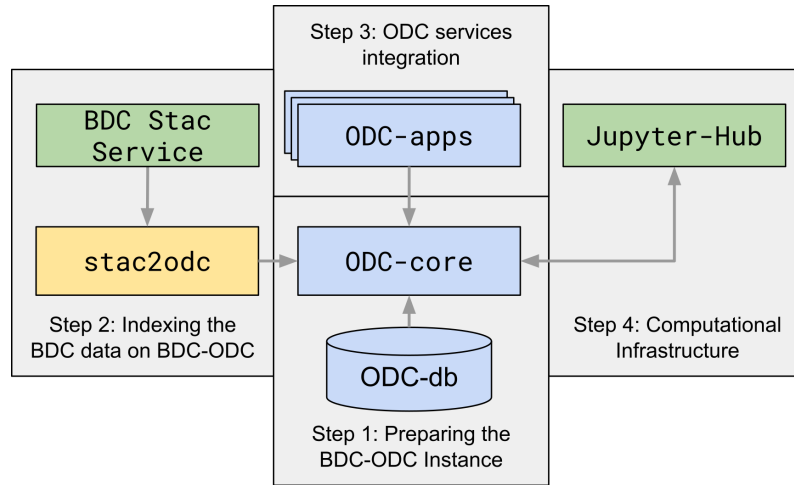 Step 3: ODC services
integration
ODC-apps
BDC Stac
Service
stac2odc
Step 2: Indexing the
BDC data on BDC-ODC
ODC-core
ODC-db
Step 1: Preparing the
BDC-ODC Instance
Jupyter-Hub
Step 4: Computational
Infrastructure